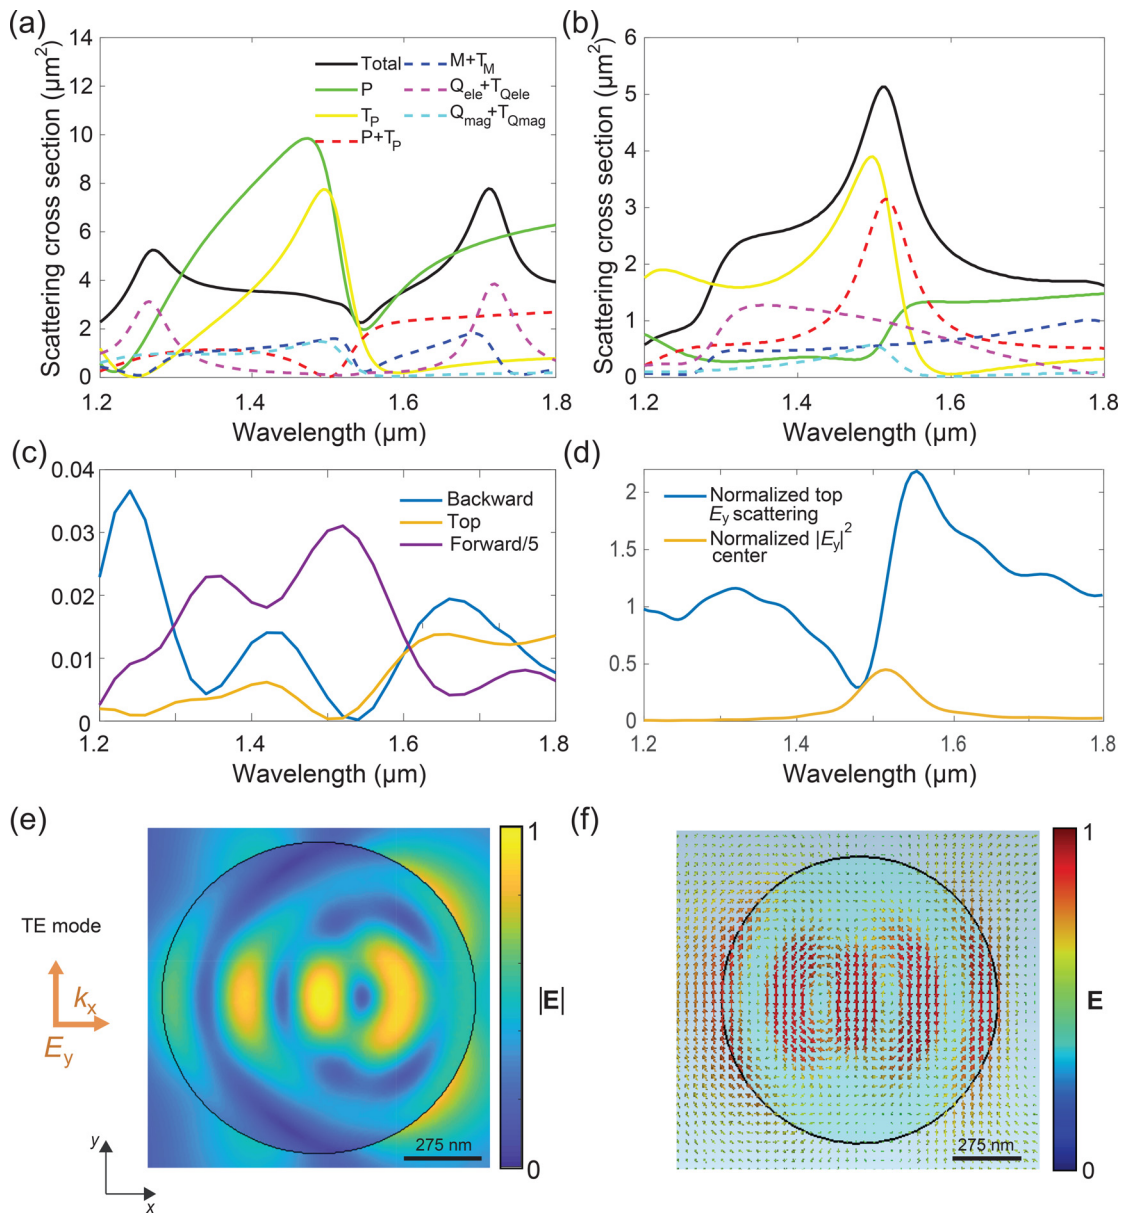 (a)
14
12
10
8
6
4
2
0
Scattering cross section (µm²)
Total
P
T_P
P+T_P
M+T_M
Q_ele+T_Qele
Q_mag+T_Qmag
1.2
1.4
1.6
1.8
Wavelength (µm)
(b)
6
5
4
3
2
1
0
Scattering cross section (µm²)
1.2
1.4
1.6
1.8
Wavelength (µm)
(c)
0.04
0.03
0.02
0.01
0
Backward
Top
Forward/5
1.2
1.4
1.6
1.8
Wavelength (µm)
(d)
2
1.5
1
0.5
0
Normalized top
E_y scattering
Normalized |E_y|²
center
1.2
1.4
1.6
1.8
Wavelength (µm)
(e)
TE mode
k_x
E_y
y
x
275 nm
1
|E|
0
(f)
275 nm
1
E
0